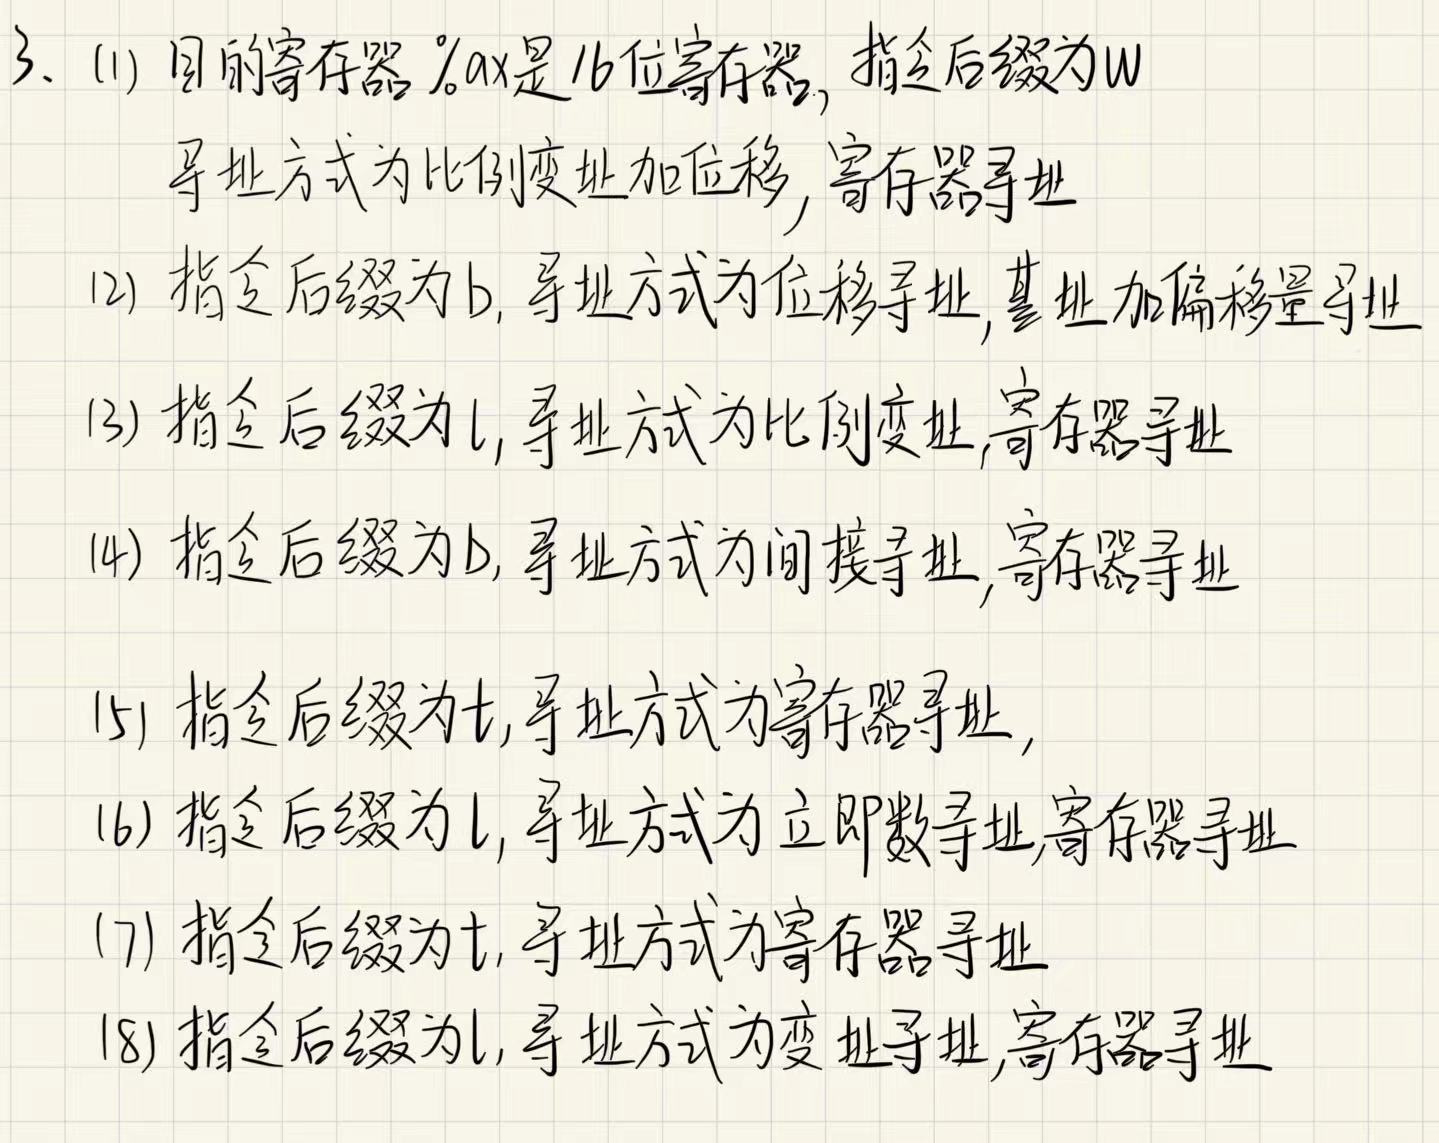 3、(1) 目的寄存器%ax是16位寄存器, 指令后缀为w
寻址方式为比例变址加位移, 寄存器寻址
(2) 指令后缀为b, 寻址方式为位移寻址, 基址加偏移量寻址
(3) 指令后缀为l, 寻址方式为比例变址, 寄存器寻址
(4) 指令后缀为b, 寻址方式为间接寻址, 寄存器寻址
(5) 指令后缀为t, 寻址方式为寄存器寻址,
(6) 指令后缀为l, 寻址方式为立即数寻址, 寄存器寻址
(7) 指令后缀为t, 寻址方式为寄存器寻址
(8) 指令后缀为l, 寻址方式为变址寻址, 寄存器寻址